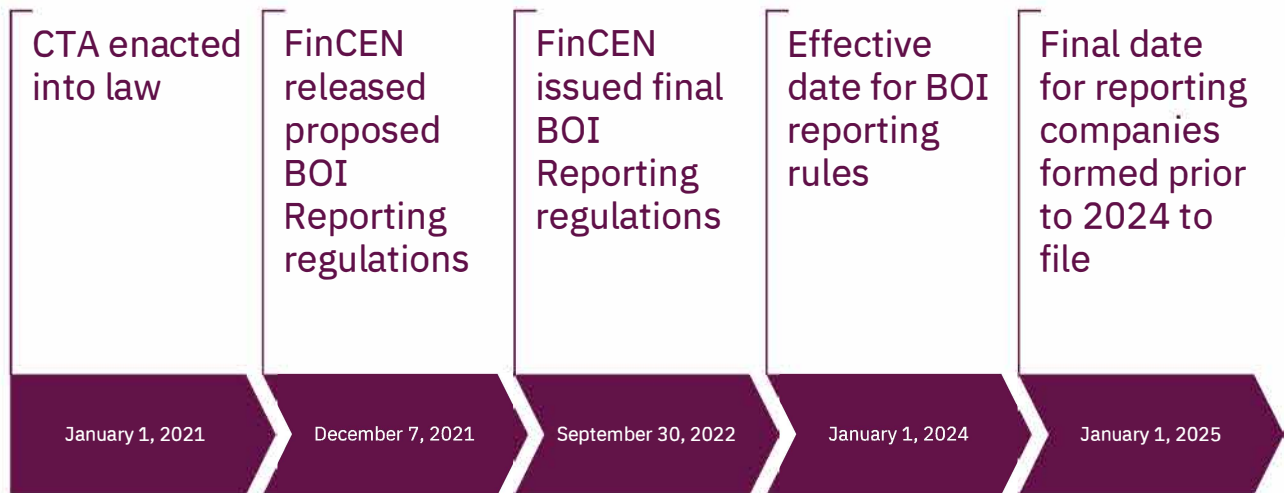 CTA enacted
into law
January 1, 2021
FinCEN
released
proposed
BOI
Reporting
regulations
December 7, 2021
FinCEN
issued final
BOI
Reporting
regulations
September 30, 2022
Effective
date for BOI
reporting
rules
January 1, 2024
Final date
for reporting
companies
formed prior
to 2024 to
file
January 1, 2025